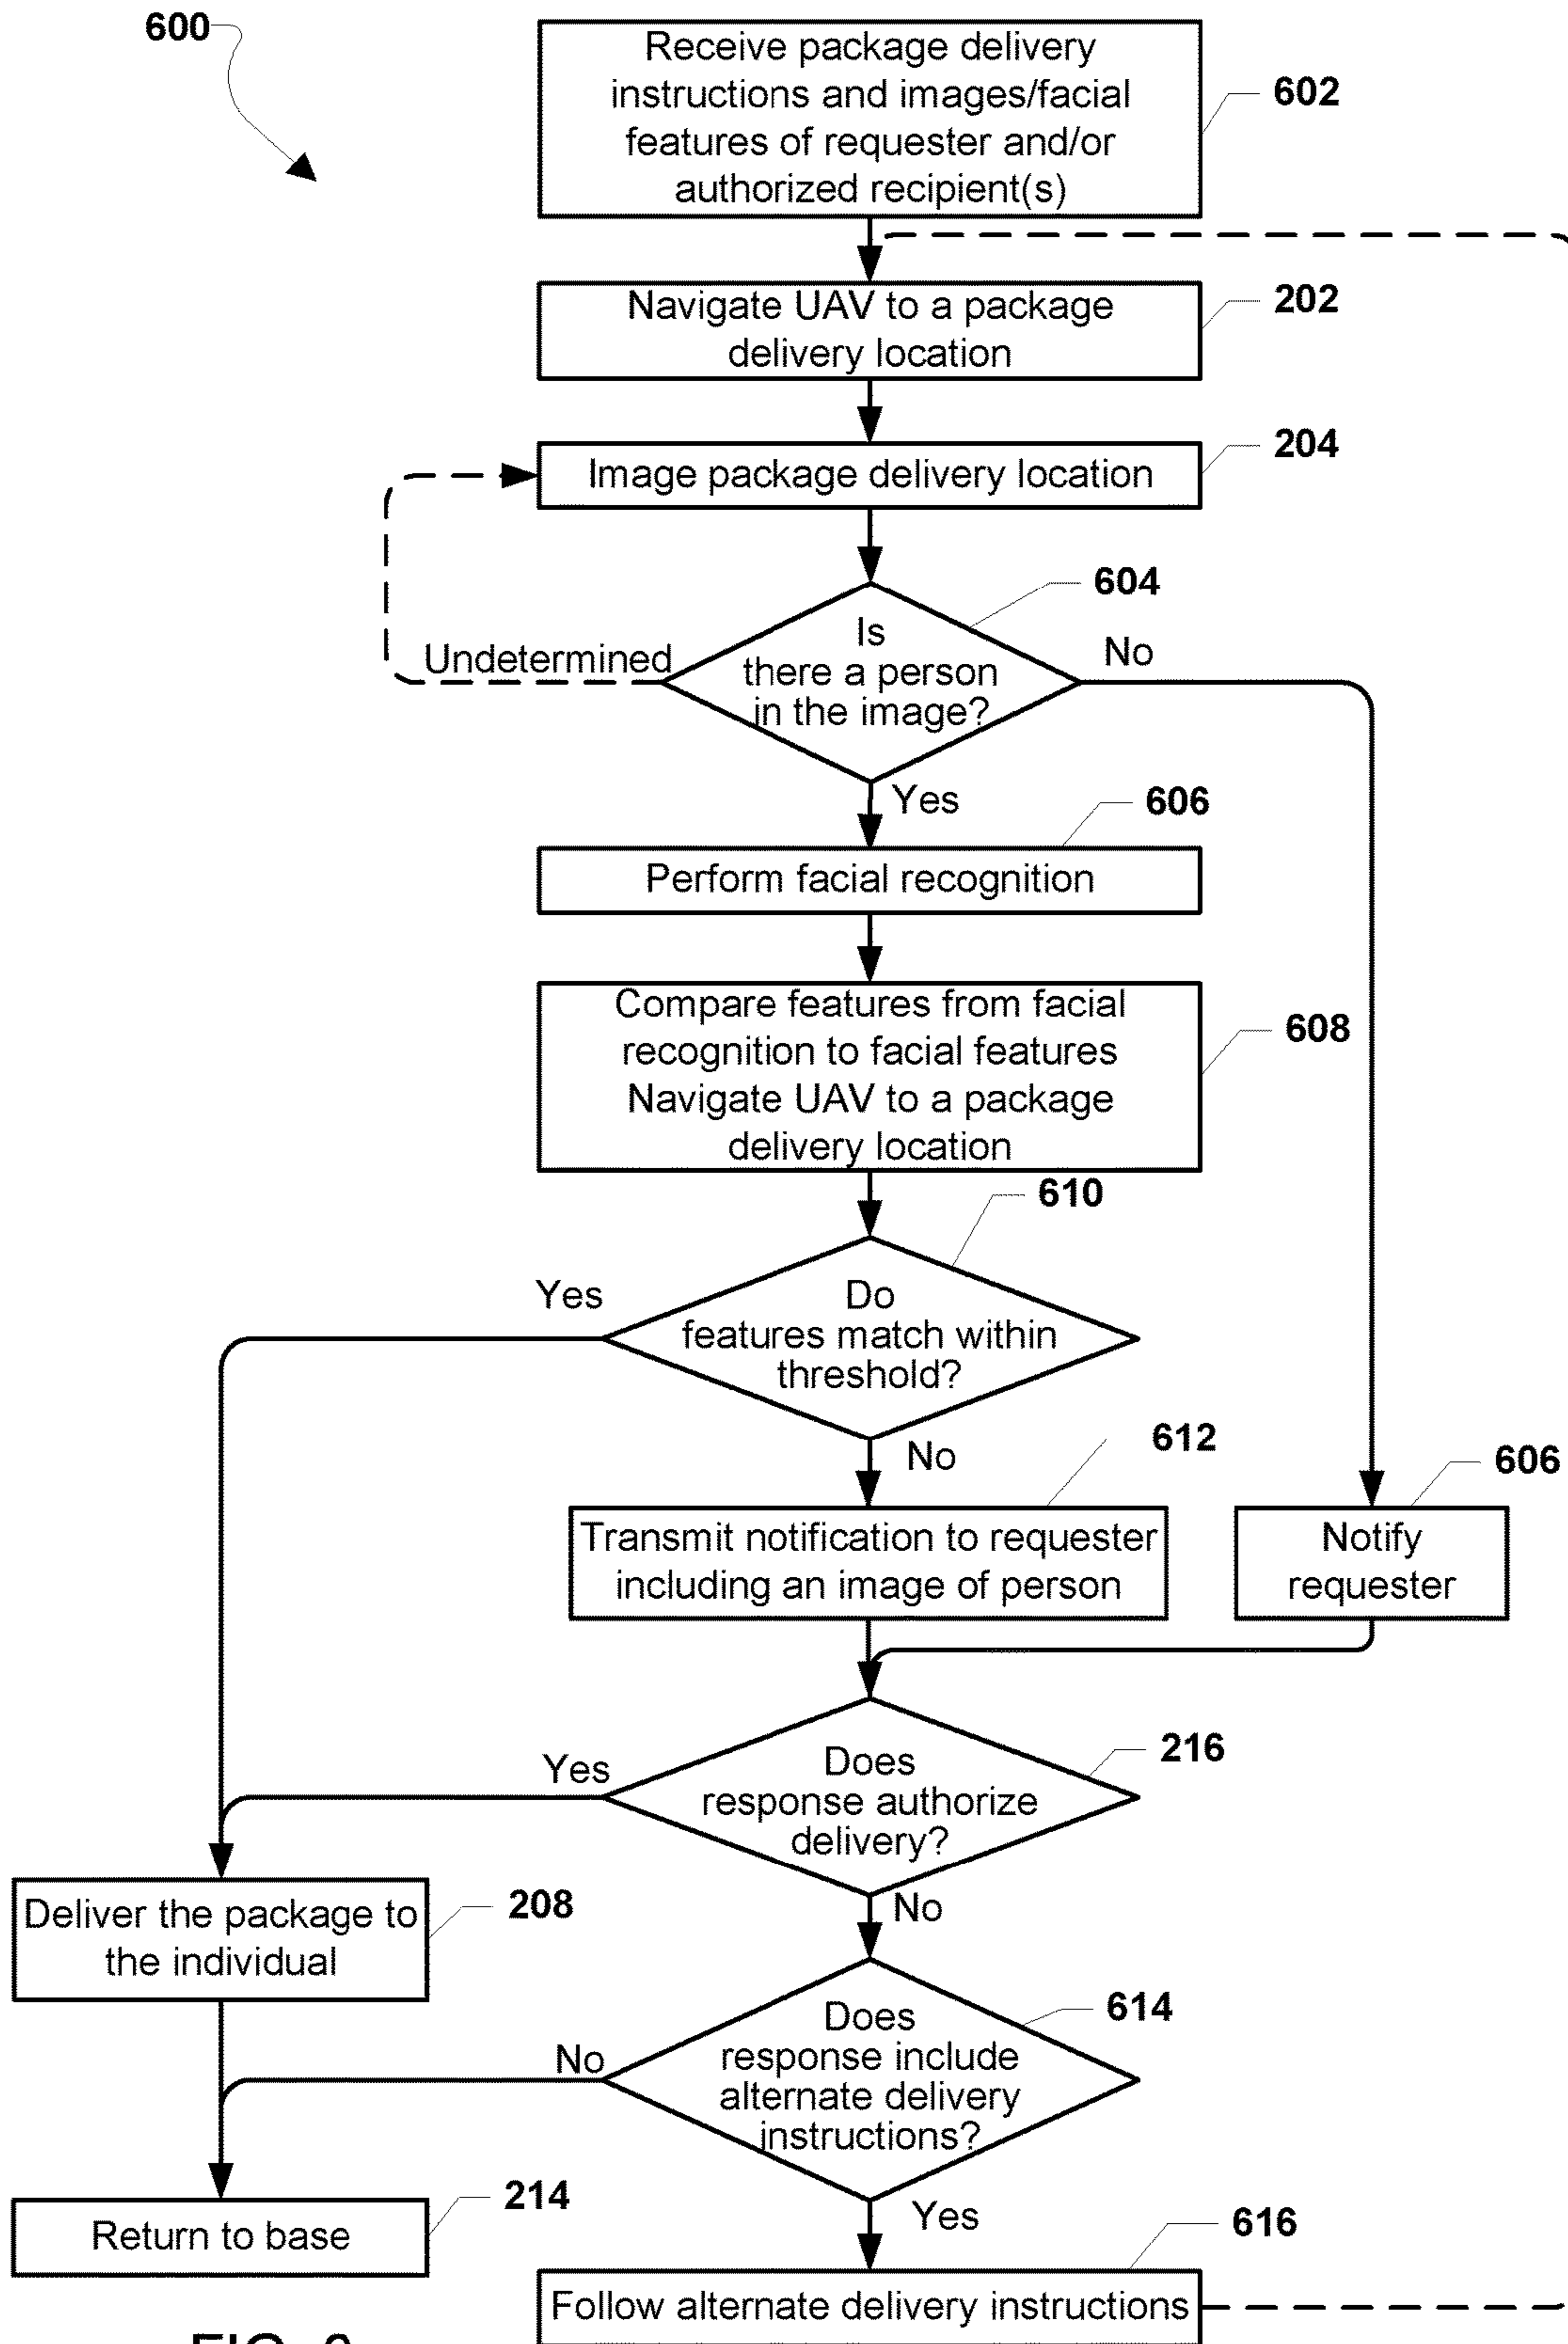 600
Receive package delivery
instructions and images/facial
features of requester and/or
authorized recipient(s)
602
Navigate UAV to a package
delivery location
202
Image package delivery location
204
604
Is
there a person
in the image?
Undetermined
No
Yes
606
Perform facial recognition
Compare features from facial
recognition to facial features
Navigate UAV to a package
delivery location
608
610
Do
features match within
threshold?
Yes
No
612
Transmit notification to requester
including an image of person
606
Notify
requester
Does
response authorize
delivery?
216
Yes
No
Deliver the package to
the individual
208
Does
response include
alternate delivery
instructions?
614
No
Yes
Return to base
214
616
Follow alternate delivery instructions
FIG.